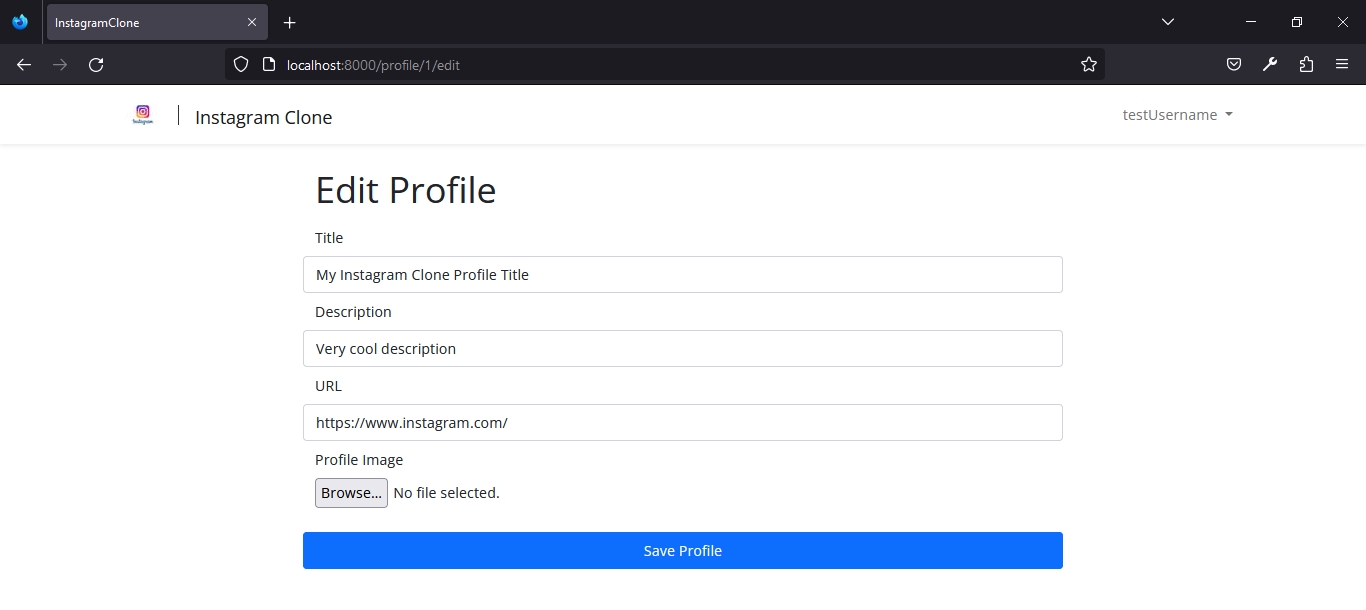 InstagramClone
localhost:8000/profile/1/edit
Instagram
Instagram Clone
testUsername
Edit Profile
Title
My Instagram Clone Profile Title
Description
Very cool description
URL
https://www.instagram.com/
Profile Image
Browse... No file selected.
Save Profile